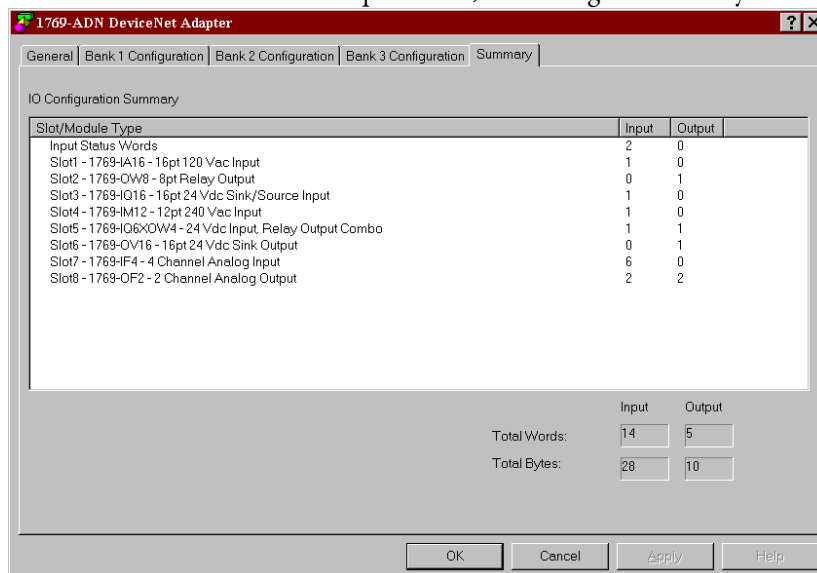 1769-ADN DeviceNet Adapter
General Bank 1 Configuration Bank 2 Configuration Bank 3 Configuration Summary
IO Configuration Summary
Slot/Module Type Input Output
Input Status Words 2 0
Slot1 - 1769-IA16 - 16pt 120 Vac Input 1 0
Slot2 - 1769-OW8 - 8pt Relay Output 0 1
Slot3 - 1769-IQ16 - 16pt 24 Vdc Sink/Source Input 1 0
Slot4 - 1769-IM12 - 12pt 240 Vac Input 1 0
Slot5 - 1769-IQ6XOW4 - 24 Vdc Input, Relay Output Combo 1 1
Slot6 - 1769-OV16 - 16pt 24 Vdc Sink Output 0 1
Slot7 - 1769-IF4 - 4 Channel Analog Input 6 0
Slot8 - 1769-OF2 - 2 Channel Analog Output 2 2
Input Output
Total Words: 14 5
Total Bytes: 28 10
OK Cancel Apply Help